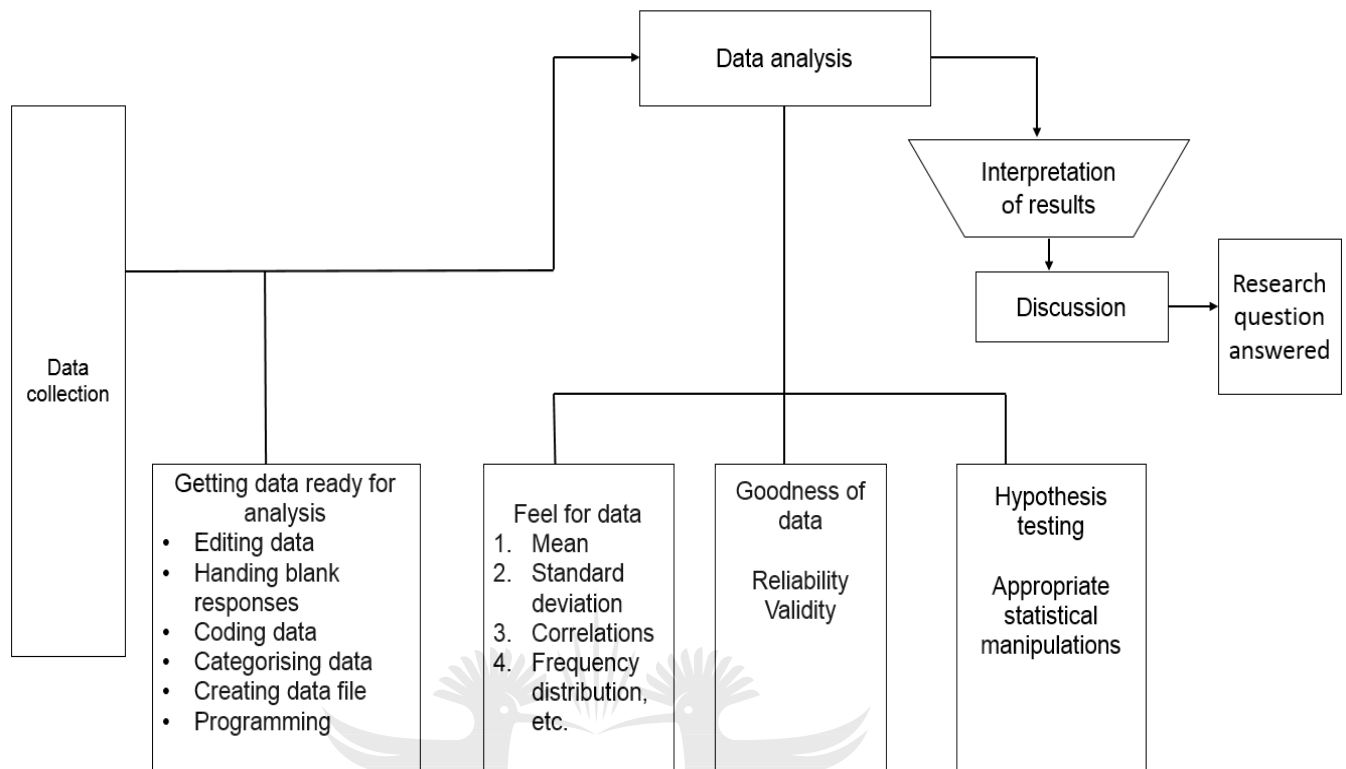 Data analysis
Interpretation
of results
Discussion
Research
question
answered
Data
collection
Getting data ready for
analysis
• Editing data
• Handing blank
responses
• Coding data
• Categorising data
• Creating data file
• Programming
Feel for data
1. Mean
2. Standard
deviation
3. Correlations
4. Frequency
distribution,
etc.
Goodness of
data
Reliability
Validity
Hypothesis
testing
Appropriate
statistical
manipulations